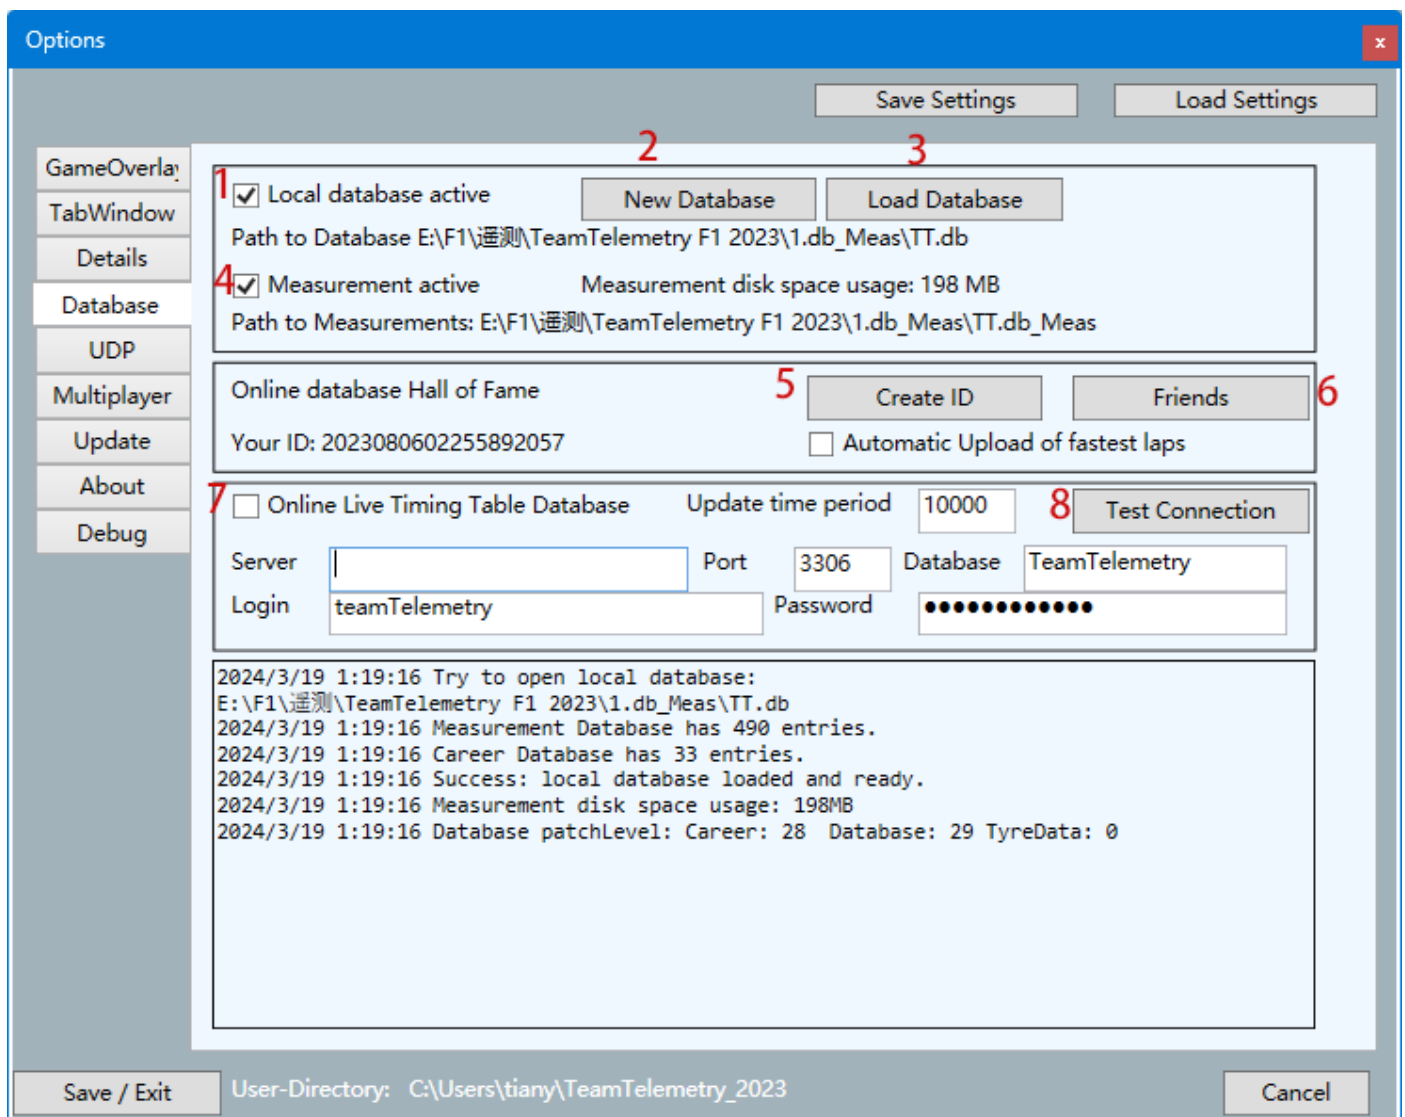 Options
x
Save Settings Load Settings
2 3
GameOverlay
TabWindow
Details
Database
UDP
Multiplayer
Update
About
Debug
1 Local database active New Database Load Database
Path to Database E:\F1\遥测\TeamTelemetry F1 2023\1.db_Meas\TT.db
4 Measurement active Measurement disk space usage: 198 MB
Path to Measurements: E:\F1\遥测\TeamTelemetry F1 2023\1.db_Meas\TT.db_Meas
Online database Hall of Fame 5 Create ID Friends 6
Your ID: 2023080602255892057 Automatic Upload of fastest laps
7 Online Live Timing Table Database Update time period 10000 8 Test Connection
Server Port 3306 Database TeamTelemetry
Login teamTelemetry Password ●●●●●●●●●●●●
2024/3/19 1:19:16 Try to open local database:
E:\F1\遥测\TeamTelemetry F1 2023\1.db_Meas\TT.db
2024/3/19 1:19:16 Measurement Database has 490 entries.
2024/3/19 1:19:16 Career Database has 33 entries.
2024/3/19 1:19:16 Success: local database loaded and ready.
2024/3/19 1:19:16 Measurement disk space usage: 198MB
2024/3/19 1:19:16 Database patchLevel: Career: 28 Database: 29 TyreData: 0
Save / Exit User-Directory: C:\Users\tiany\TeamTelemetry_2023 Cancel